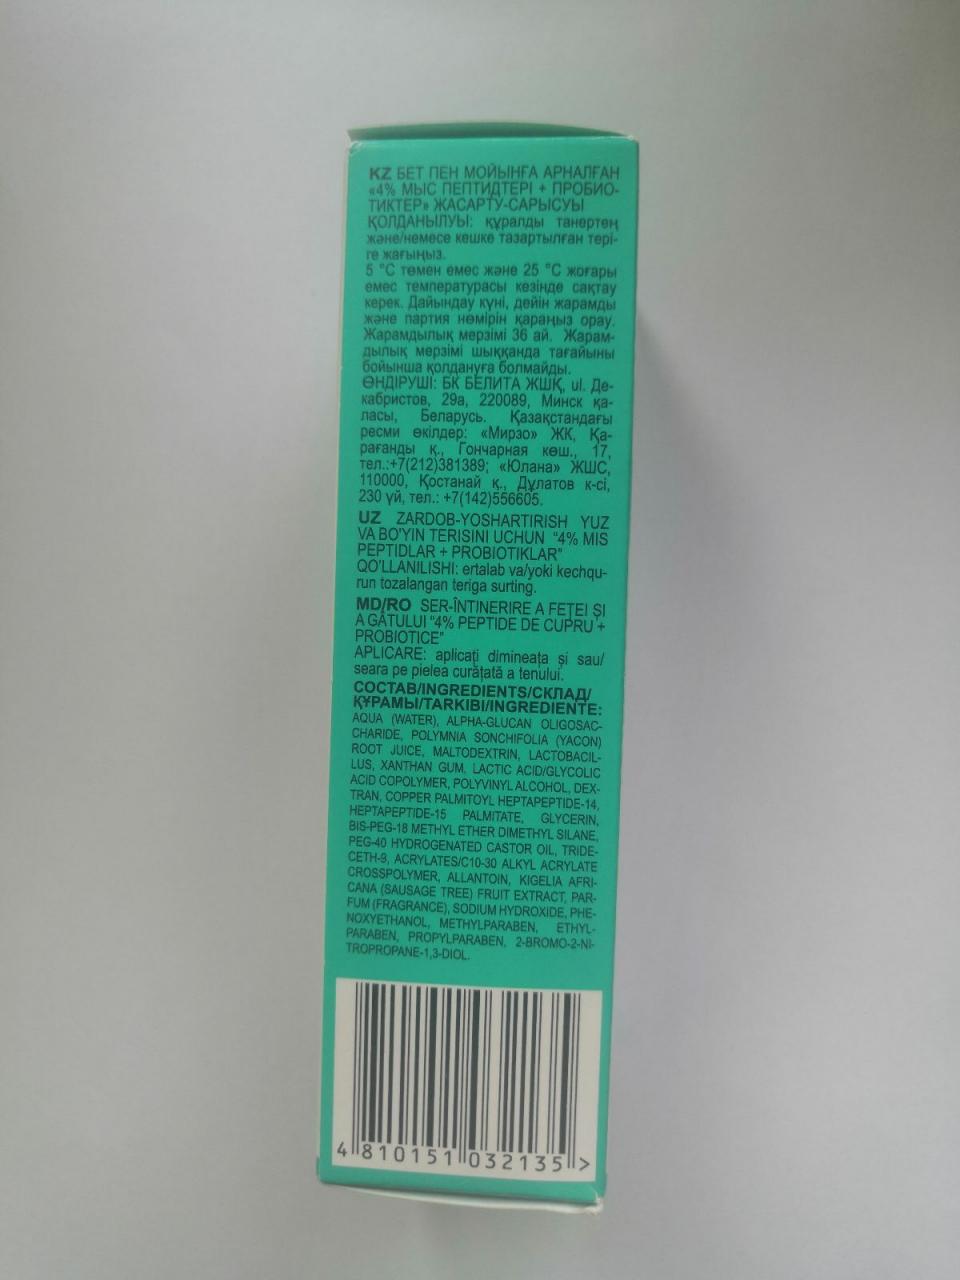 KZ БЕТ ПЕН МОЙЫНҒА АРНАЛҒАН
«4% МЫС ПЕПТИДТЕРІ + ПРОБИО-
ТИКТЕР» ЖАСАРТУ-САРЫСУЫ
ҚОЛДАНЫЛУЫ: құралды танертең
және/немесе кешке тазартылған тері-
ге жағыңыз.
5 °С төмен емес және 25 °С жоғары
емес температурасы кезінде сақтау
керек. Дайындау күні, дейін жарамды
және партия нөмірін қараңыз орау.
Жарамдылық мерзімі 36 ай. Жарам-
дылық мерзімі шыққанда тағайыны
бойынша қолдануға болмайды.
ӨНДІРУШІ: БК БЕЛИТА ЖШҚ, ul. Де-
кабристов, 29а, 220089, Минск қа-
ласы, Беларусь. Қазақстандағы
ресми өкілдер: «Мирзо» ЖК, Қа-
рағанды қ., Гончарная көш., 17,
тел.:+7(212)381389; «Юлана» ЖШС,
110000, Қостанай қ., Дулатов к-сі,
230 үй, тел.: +7(142)556605.
UZ ZARDOB-YOSHARTIRISH YUZ
VA BO'YIN TERISINI UCHUN "4% MIS
PEPTIDLAR + PROBIOTIKLAR"
QO'LLANILISHI: ertalab va/yoki kechqu-
run tozalangan teriga surting.
MD/RO SER-ÎNTINERIRE A FEȚEI ȘI
A GÂTULUI "4% PEPTIDE DE CUPRU +
PROBIOTICE"
APLICARE: aplicați dimineața și sau/
seara pe pielea curățată a tenului.
СОСТАВ/INGREDIENTS/СКЛАД/
ҚҰРАМЫ/TARKIBI/INGREDIENTE:
AQUA (WATER), ALPHA-GLUCAN OLIGOSAC-
CHARIDE, POLYMNIA SONCHIFOLIA (YACON)
ROOT JUICE, MALTODEXTRIN, LACTOBACIL-
LUS, XANTHAN GUM, LACTIC ACID/GLYCOLIC
ACID COPOLYMER, POLYVINYL ALCOHOL, DEX-
TRAN, COPPER PALMITOYL HEPTAPEPTIDE-14,
HEPTAPEPTIDE-15 PALMITATE, GLYCERIN,
BIS-PEG-18 METHYL ETHER DIMETHYL SILANE,
PEG-40 HYDROGENATED CASTOR OIL, TRIDE-
CETH-9, ACRYLATES/C10-30 ALKYL ACRYLATE
CROSSPOLYMER, ALLANTOIN, KIGELIA AFRI-
CANA (SAUSAGE TREE) FRUIT EXTRACT, PAR-
FUM (FRAGRANCE), SODIUM HYDROXIDE, PHE-
NOXYETHANOL, METHYLPARABEN, ETHYL-
PARABEN, PROPYLPARABEN, 2-BROMO-2-NI-
TROPROPANE-1,3-DIOL.
4 810151 032135 >